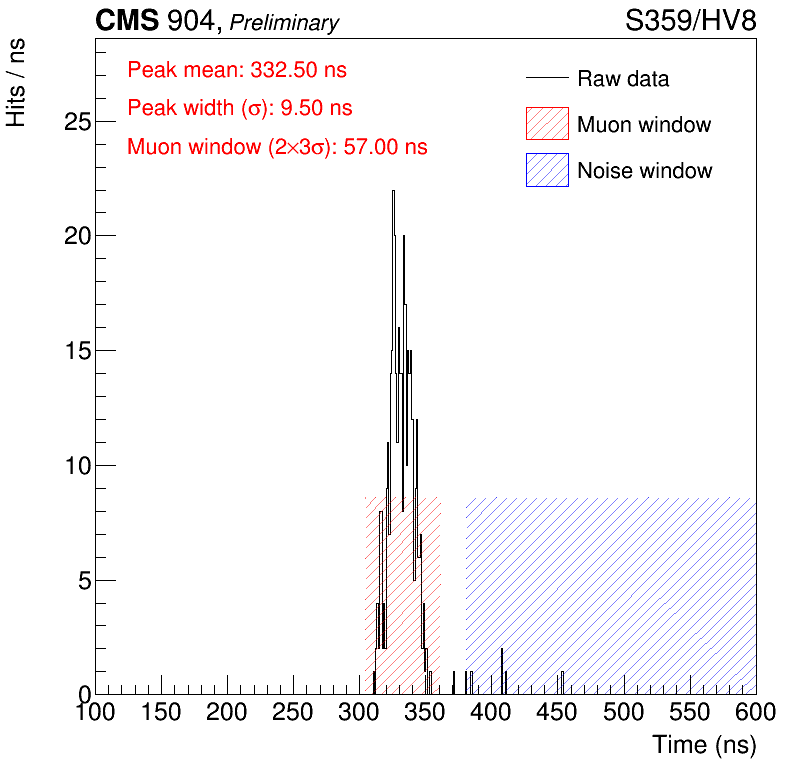 CMS 904, Preliminary S359/HV8
Hits / ns
Peak mean: 332.50 ns
Peak width (σ): 9.50 ns
Muon window (2×3σ): 57.00 ns
Raw data
Muon window
Noise window
25
20
15
10
5
0
100 150 200 250 300 350 400 450 500 550 600
Time (ns)